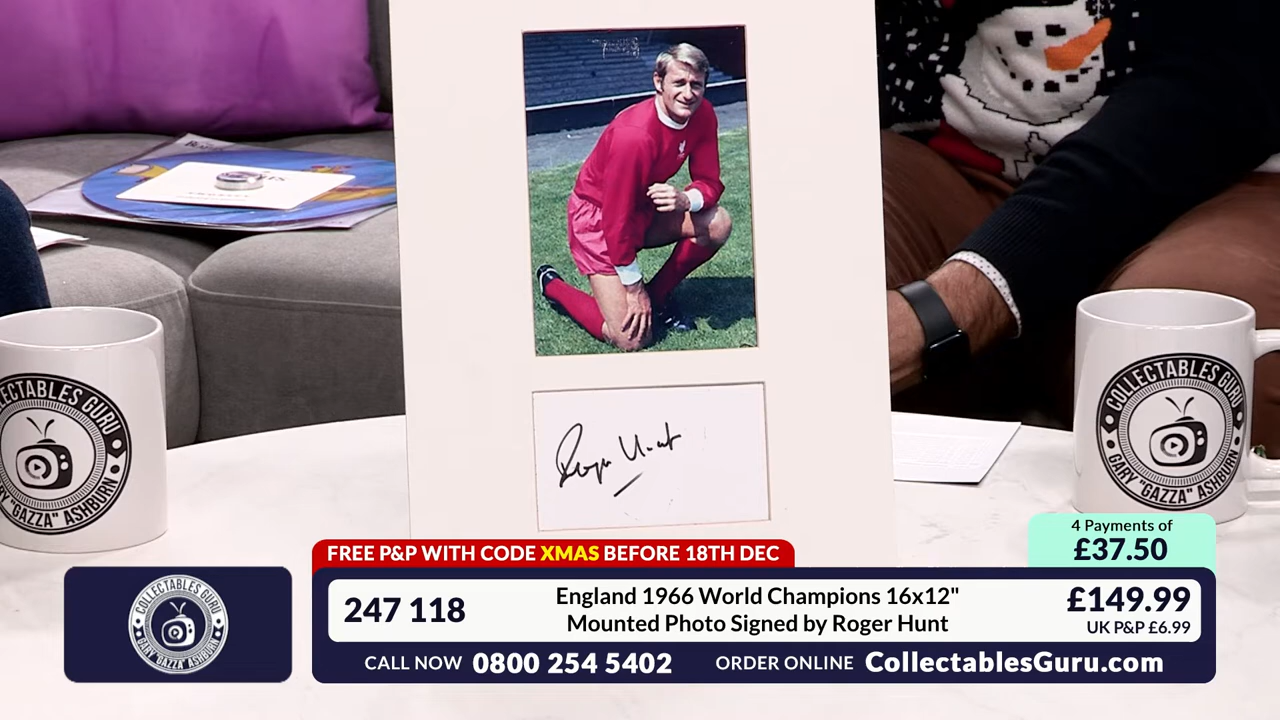 Roger Hunt
COLLECTABLES GURU
GARY "GAZZA" ASHBURN
COLLECTABLES GURU
GARY "GAZZA" ASHBURN
4 Payments of
£37.50
FREE P&P WITH CODE XMAS BEFORE 18TH DEC
COLLECTABLES GURU
GARY "GAZZA" ASHBURN
247 118
England 1966 World Champions 16x12"
Mounted Photo Signed by Roger Hunt
£149.99
UK P&P £6.99
CALL NOW 0800 254 5402
ORDER ONLINE CollectablesGuru.com